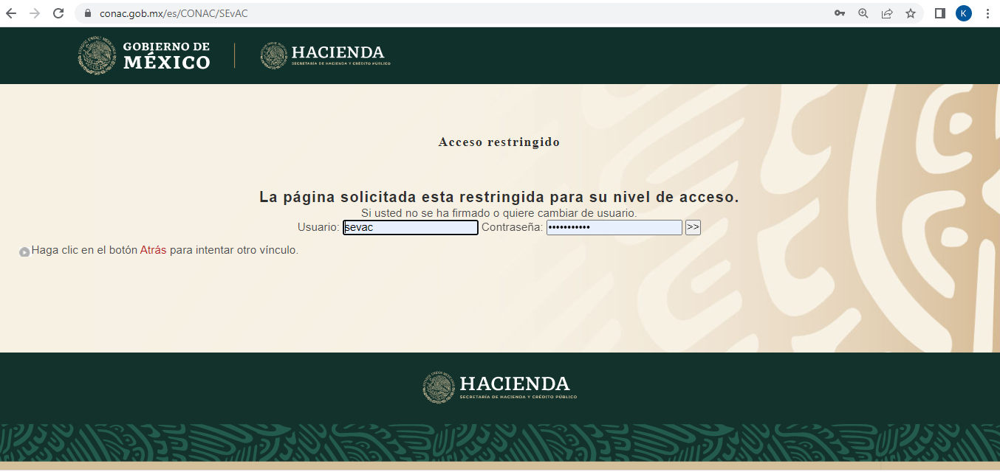 conac.gob.mx/es/CONAC/SEvAC
K
GOBIERNO DE
MÉXICO
HACIENDA
SECRETARÍA DE HACIENDA Y CRÉDITO PÚBLICO
Acceso restringido
La página solicitada esta restringida para su nivel de acceso.
Si usted no se ha firmado o quiere cambiar de usuario.
Usuario: sevac Contraseña: ••••••••••• >>
Haga clic en el botón Atrás para intentar otro vínculo.
HACIENDA
SECRETARÍA DE HACIENDA Y CRÉDITO PÚBLICO